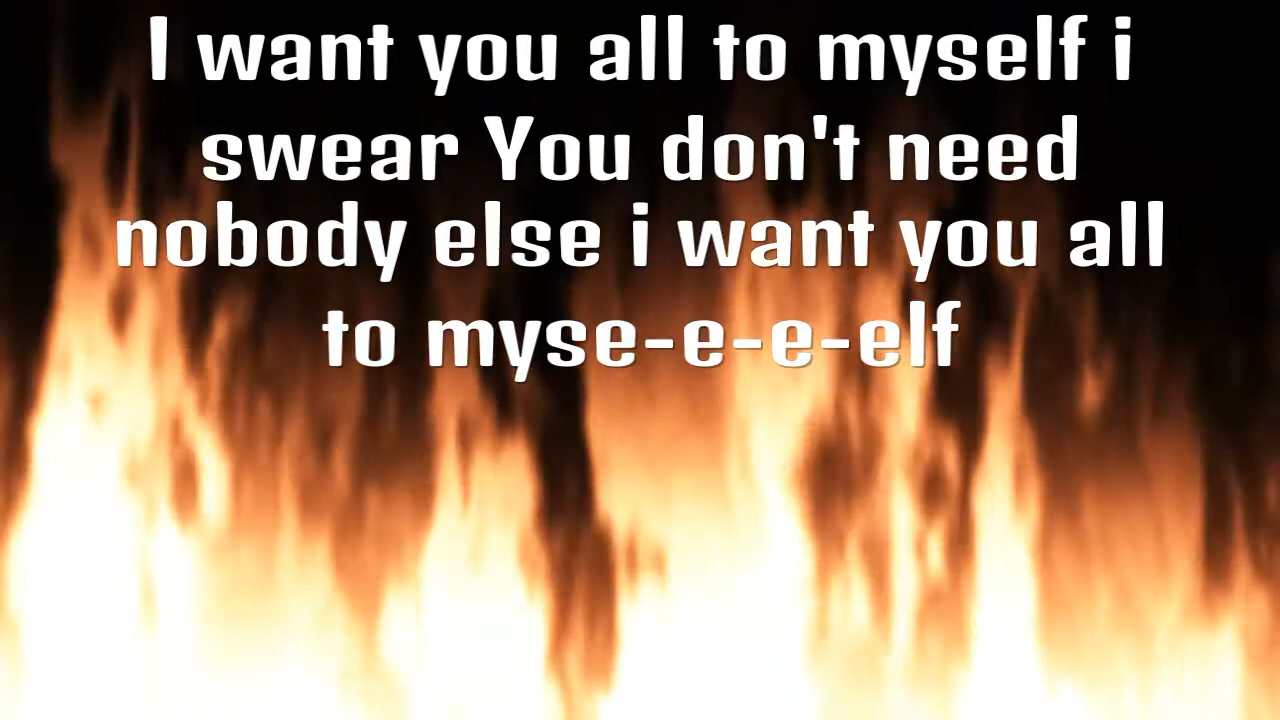 I want you all to myself i
swear You don't need
nobody else i want you all
to myse-e-e-elf